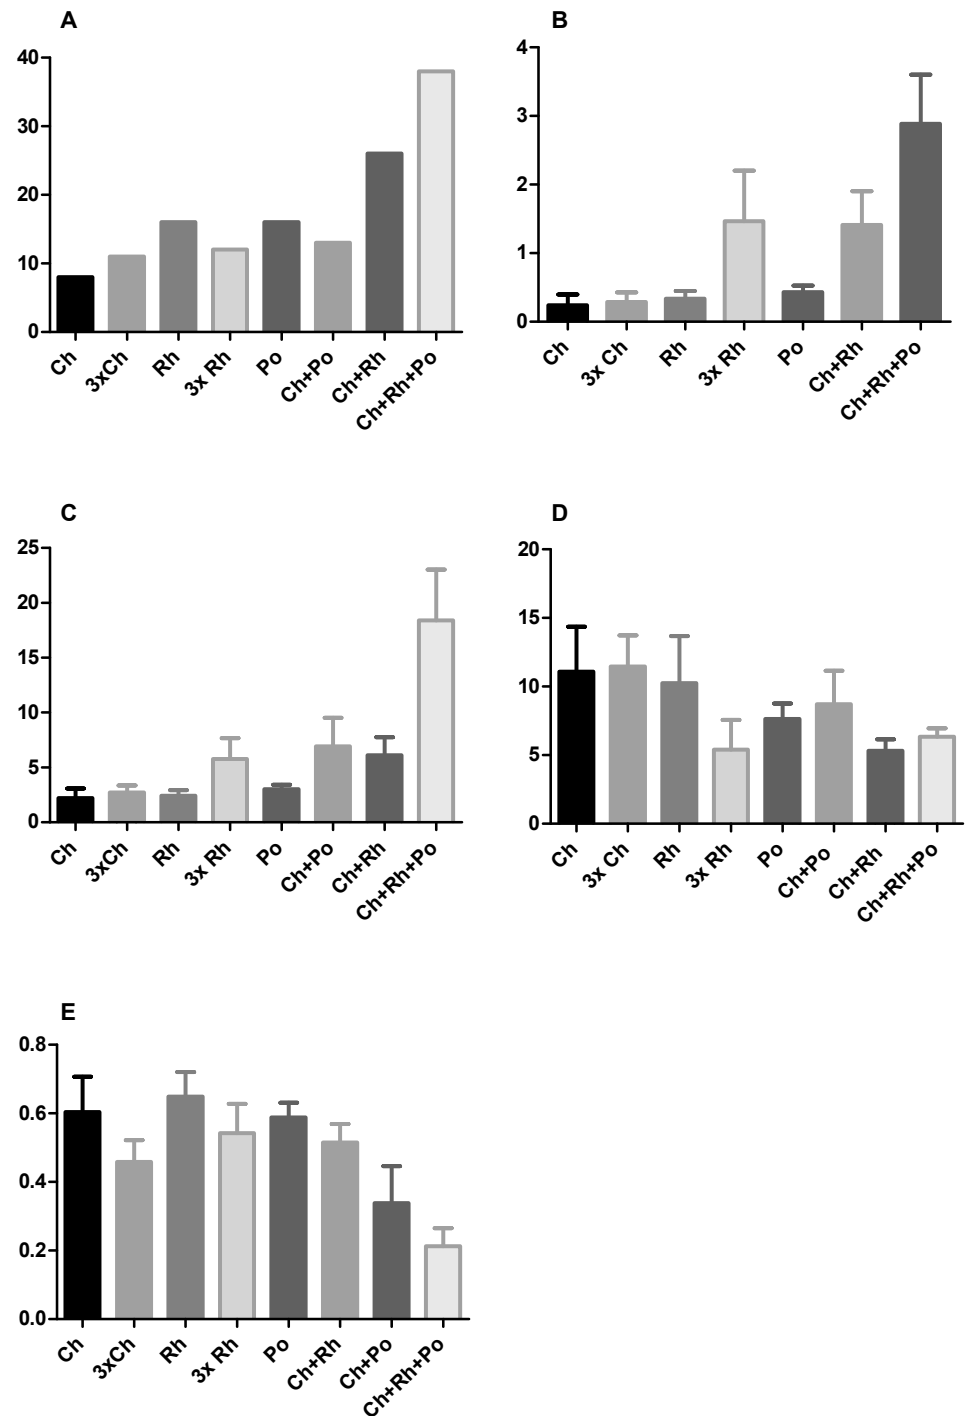 A
40
30
20
10
0
Ch
3xCh
Rh
3x Rh
Po
Ch+Po
Ch+Rh
Ch+Rh+Po
B
4
3
2
1
0
Ch
3x Ch
Rh
3x Rh
Po
Ch+Rh
Ch+Rh+Po
C
25
20
15
10
5
0
Ch
3xCh
Rh
3x Rh
Po
Ch+Po
Ch+Rh
Ch+Rh+Po
D
20
15
10
5
0
Ch
3x Ch
Rh
3x Rh
Po
Ch+Po
Ch+Rh
Ch+Rh+Po
E
0.8
0.6
0.4
0.2
0.0
Ch
3xCh
Rh
3x Rh
Po
Ch+Rh
Ch+Po
Ch+Rh+Po